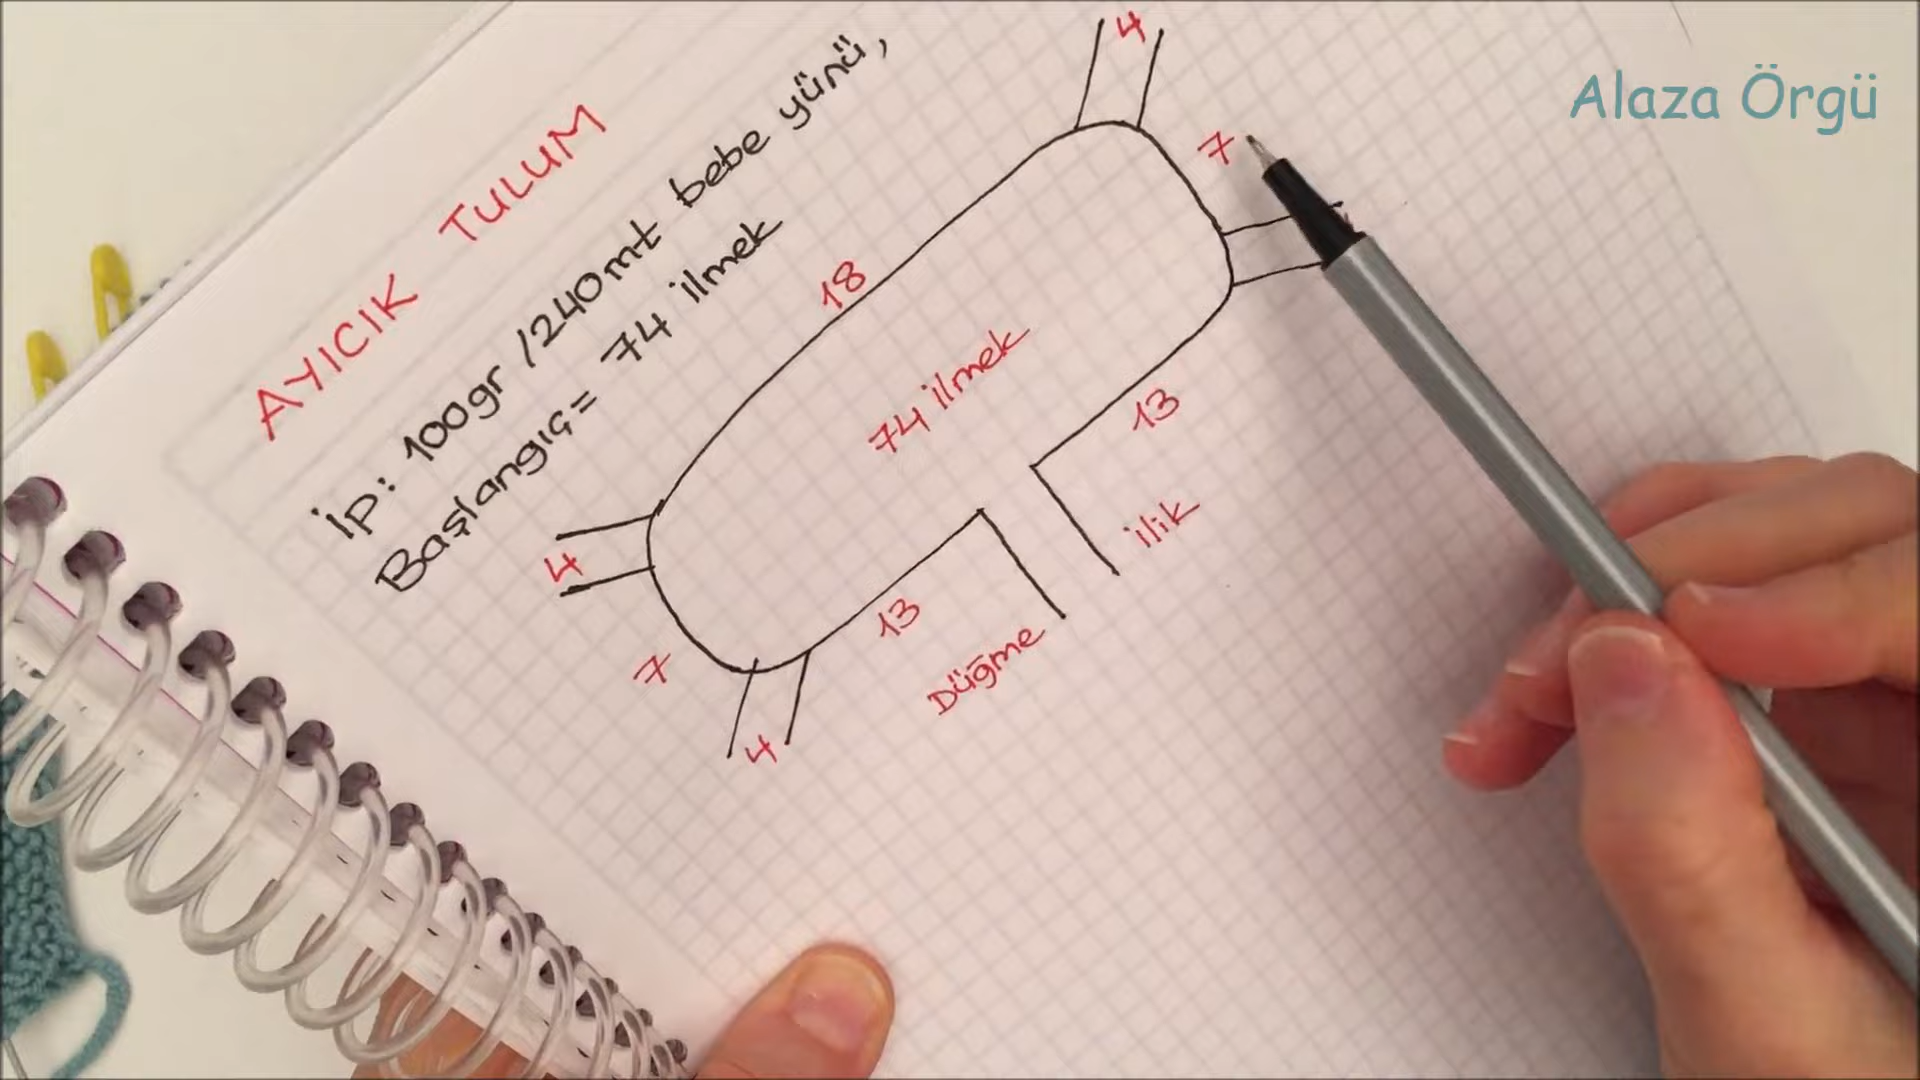 Alaza Örgü
AYICIK TULUM
İp: 100gr /240mt bebe yünü,
Başlangıç= 74 ilmek
4
7
18
74 ilmek
13
4
ilik
13
7
Düğme
4